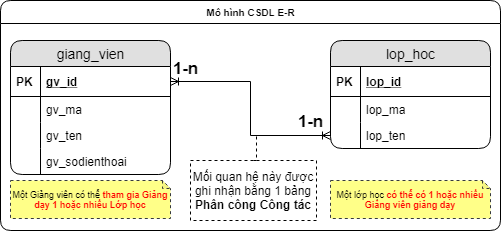 Mô hình CSDL E-R
giang_vien
PK gv_id
gv_ma
gv_ten
gv_sodienthoai
1-n
1-n
lop_hoc
PK lop_id
lop_ma
lop_ten
Mối quan hệ này được
ghi nhận bằng 1 bảng
Phân công Công tác
Một Giảng viên có thể tham gia Giảng
dạy 1 hoặc nhiều Lớp học
Một lớp học có thể có 1 hoặc nhiều
Giảng viên giảng dạy